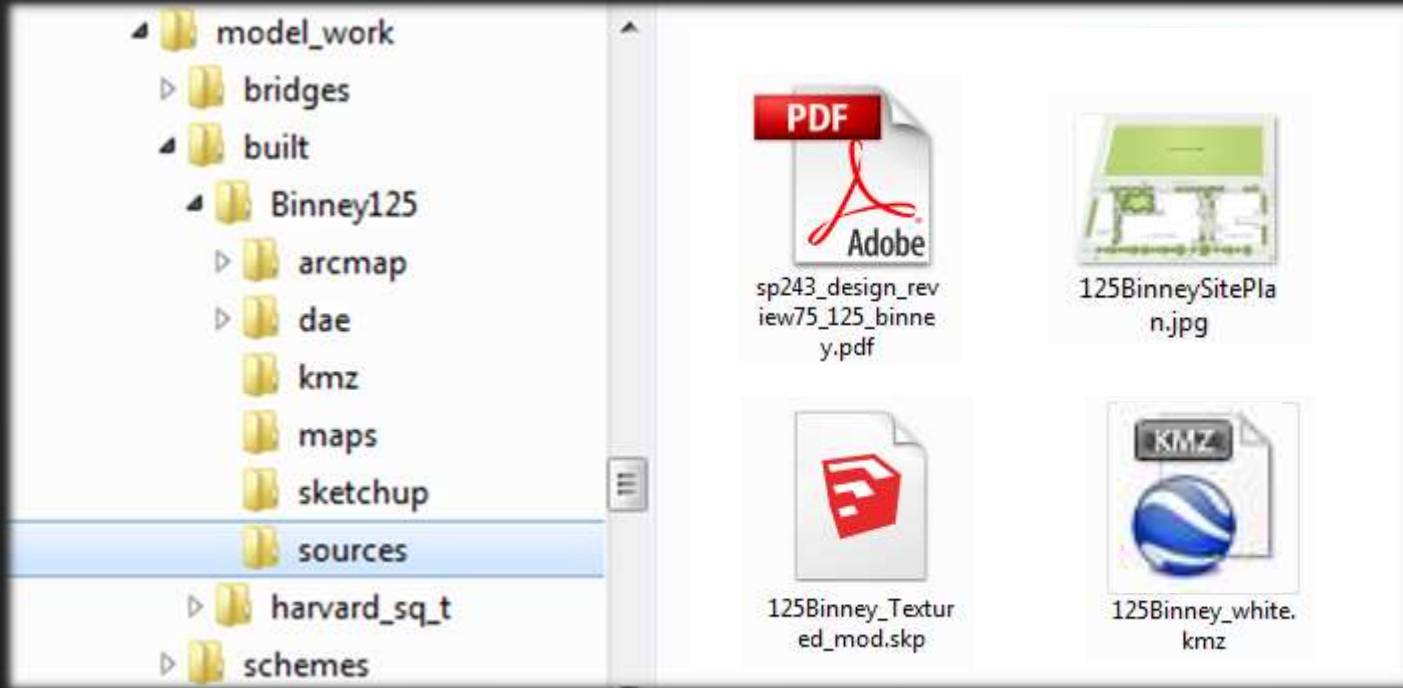 model_work
bridges
built
Binney125
arcmap
dae
kmz
maps
sketchup
sources
harvard_sq_t
schemes
PDF
Adobe
sp243_design_rev
iew75_125_binne
y.pdf
125BinneySitePla
n.jpg
125Binney_Textur
ed_mod.skp
KMZ
125Binney_white.
kmz